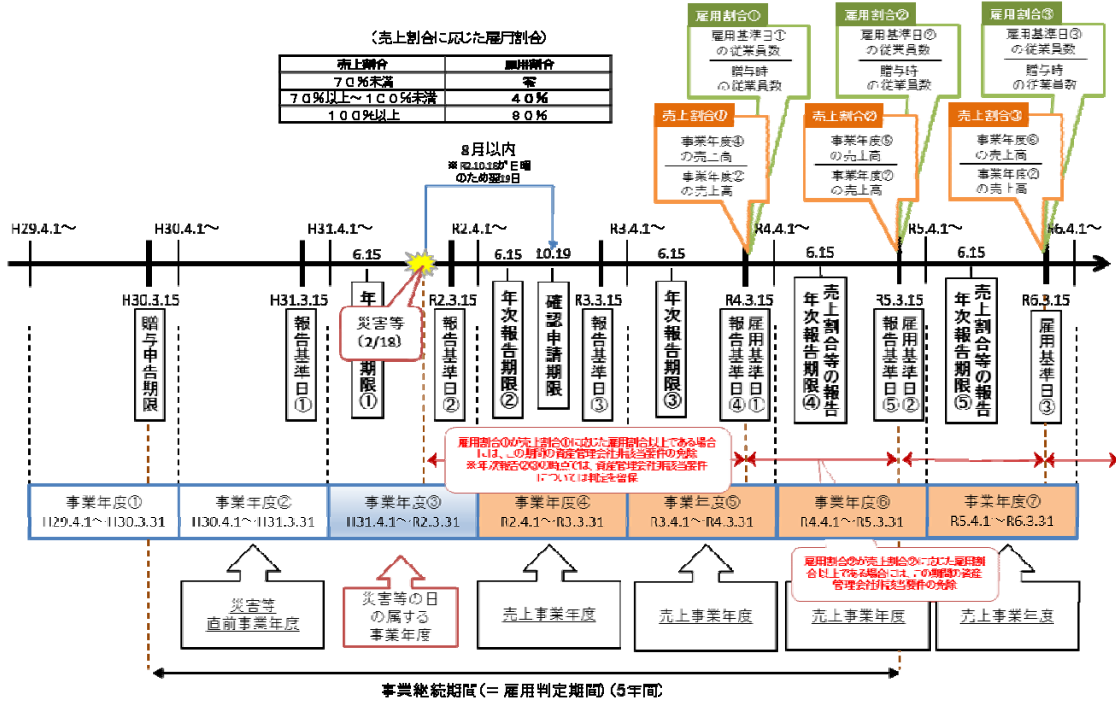 (売上割合に応じた雇用割合)
売上割合 雇用割合
70%未満 零
70%以上~100%未満 40%
100%以上 80%
8月以内
※R2.10.18が日曜
のため翌19日
雇用割合①
雇用基準日①
の従業員数
贈与時
の従業員数
雇用割合②
雇用基準日②
の従業員数
贈与時
の従業員数
雇用割合③
雇用基準日③
の従業員数
贈与時
の従業員数
売上割合①
事業年度④
の売上高
事業年度②
の売上高
売上割合②
事業年度⑤
の売上高
事業年度②
の売上高
売上割合③
事業年度⑥
の売上高
事業年度②
の売上高
H29.4.1~
H30.4.1~
H31.4.1~
R2.4.1~
R3.4.1~
R4.4.1~
R5.4.1~
R6.4.1~
6.15
6.15
10.19
6.15
6.15
6.15
H30.3.15
H31.3.15
R2.3.15
R3.3.15
R4.3.15
R5.3.15
R6.3.15
災害等
(2/18)
贈与申告期限
報告基準日①
年
期限①
報告基準日②
年次報告期限②
確認申請期限
報告基準日③
年次報告期限③
雇用基準日①
報告基準日④
売上割合等の報告
年次報告期限④
雇用基準日②
報告基準日⑤
売上割合等の報告
年次報告期限⑤
雇用基準日③
雇用割合①が売上割合①に応じた雇用割合以上である場合
には、この期間の資産管理会社非該当要件の免除
※年次報告②③の時点では、資産管理会社非該当要件
については判定を留保
事業年度①
H29.4.1~H30.3.31
事業年度②
H30.4.1~H31.3.31
事業年度③
H31.4.1~R2.3.31
事業年度④
R2.4.1~R3.3.31
事業年度⑤
R3.4.1~R4.3.31
事業年度⑥
R4.4.1~R5.3.31
事業年度⑦
R5.4.1~R6.3.31
雇用割合②が売上割合②に応じた雇用割
合以上である場合には、この期間の資産
管理会社非該当要件の免除
災害等
直前事業年度
災害等の日
の属する
事業年度
売上事業年度
売上事業年度
売上事業年度
売上事業年度
事業継続期間(=雇用判定期間)(5年間)